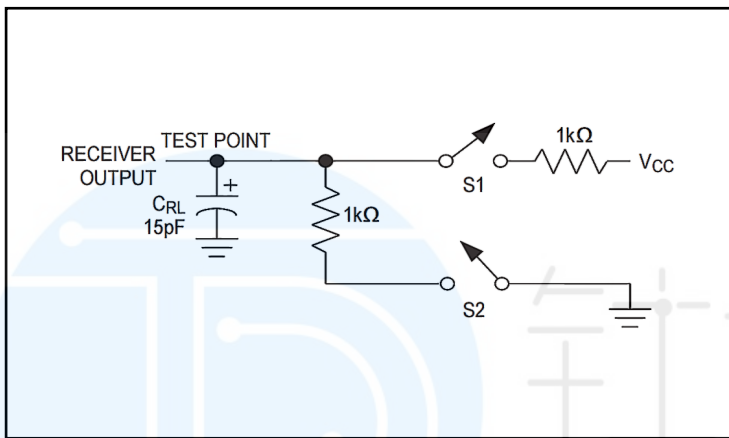 RECEIVER
OUTPUT
TEST POINT
CRL
15pF
+
1kΩ
S1
1kΩ
VCC
S2